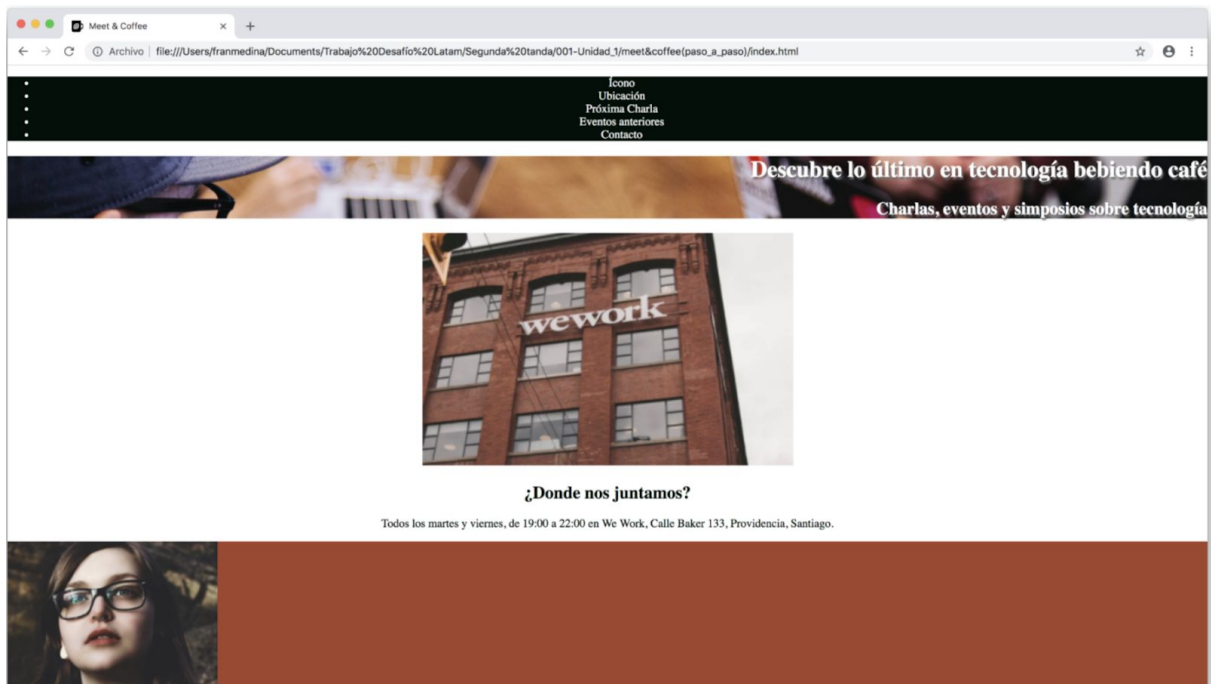 Meet & Coffee
Archivo file:///Users/franmedina/Documents/Trabajo%20Desafío%20Latam/Segunda%20tanda/001-Unidad_1/meet&coffee(paso_a_paso)/index.html
Ícono
Ubicación
Próxima Charla
Eventos anteriores
Contacto
Descubre lo último en tecnología bebiendo café
Charlas, eventos y simposios sobre tecnología
wework
¿Donde nos juntamos?
Todos los martes y viernes, de 19:00 a 22:00 en We Work, Calle Baker 133, Providencia, Santiago.